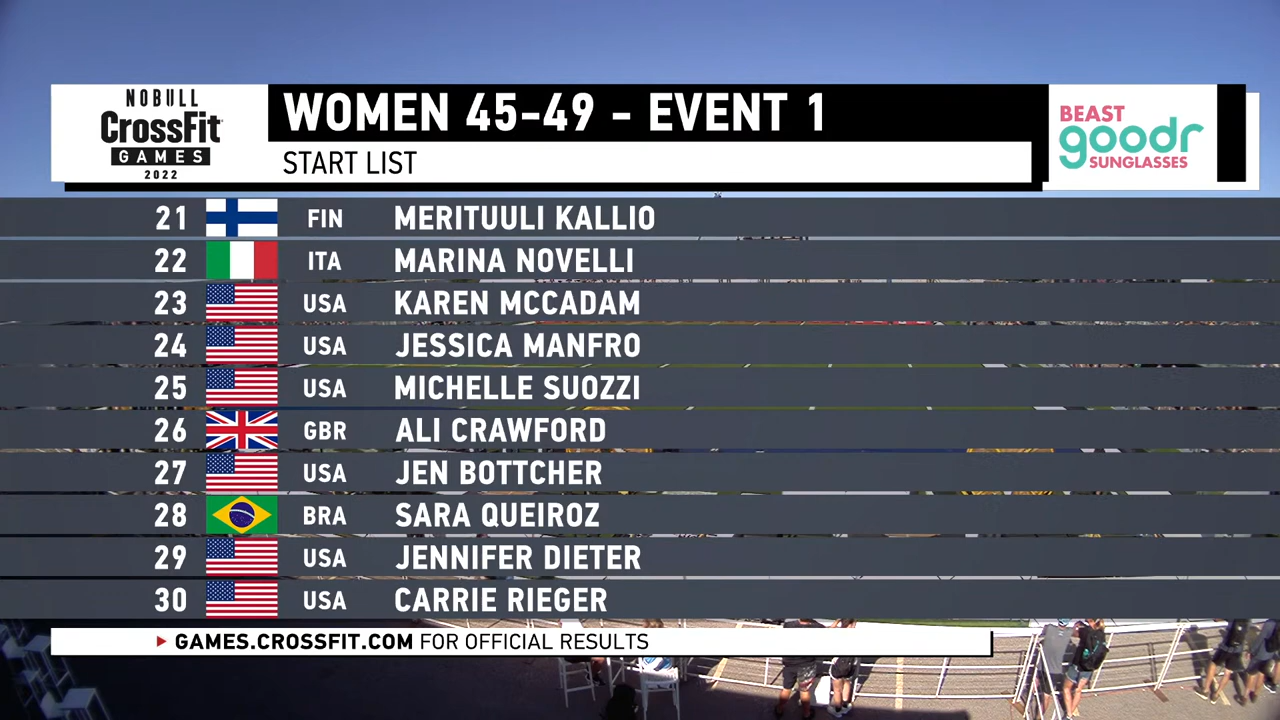 NOBULL
CrossFit
GAMES
2022
WOMEN 45-49 - EVENT 1
START LIST
BEAST
goodr
SUNGLASSES
21 FIN MERITUULI KALLIO
22 ITA MARINA NOVELLI
23 USA KAREN MCCADAM
24 USA JESSICA MANFRO
25 USA MICHELLE SUOZZI
26 GBR ALI CRAWFORD
27 USA JEN BOTTCHER
28 BRA SARA QUEIROZ
29 USA JENNIFER DIETER
30 USA CARRIE RIEGER
GAMES.CROSSFIT.COM FOR OFFICIAL RESULTS